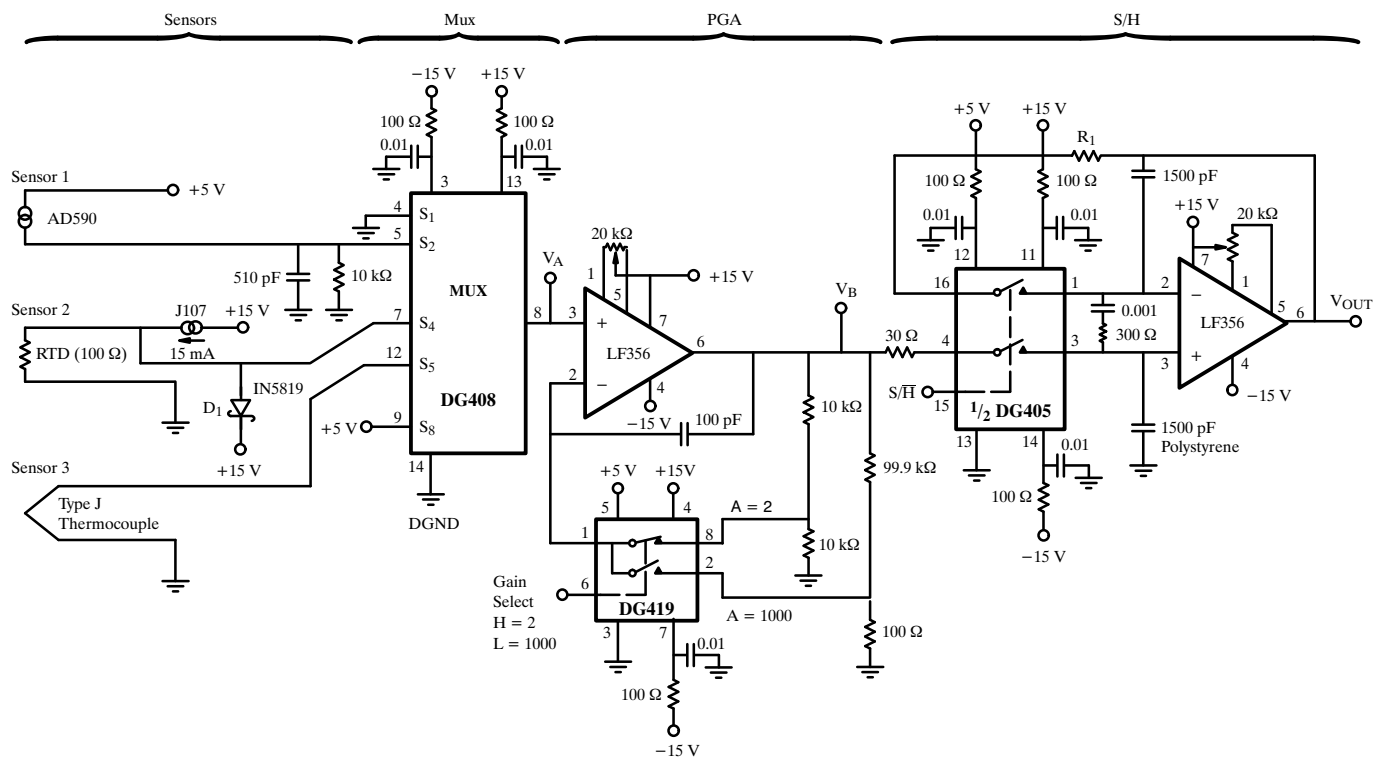 Sensors
Mux
PGA
S/H
−15 V
+15 V
100 Ω
100 Ω
0.01
0.01
3
13
Sensor 1
+5 V
AD590
4
S1
5
S2
510 pF
10 kΩ
MUX
Sensor 2
J107
+15 V
15 mA
RTD (100 Ω)
7
S4
12
S5
IN5819
D1
+15 V
DG408
+5 V
9
S8
14
DGND
Sensor 3
Type J
Thermocouple
8
VA
20 kΩ
1
5
7
+15 V
3
+
LF356
6
2
−
4
−15 V
100 pF
VB
10 kΩ
99.9 kΩ
+5 V
+15V
5
4
A = 2
1
8
10 kΩ
2
6
Gain
Select
H = 2
L = 1000
DG419
A = 1000
3
7
0.01
100 Ω
100 Ω
−15 V
+5 V
+15 V
R1
100 Ω
100 Ω
1500 pF
0.01
0.01
12
11
+15 V
20 kΩ
7
16
1
2
−
1
5
6
VOUT
0.001
300 Ω
LF356
30 Ω
4
3
+
3
4
−15 V
S/H̅
15
1/2 DG405
13
14
0.01
1500 pF
Polystyrene
100 Ω
−15 V